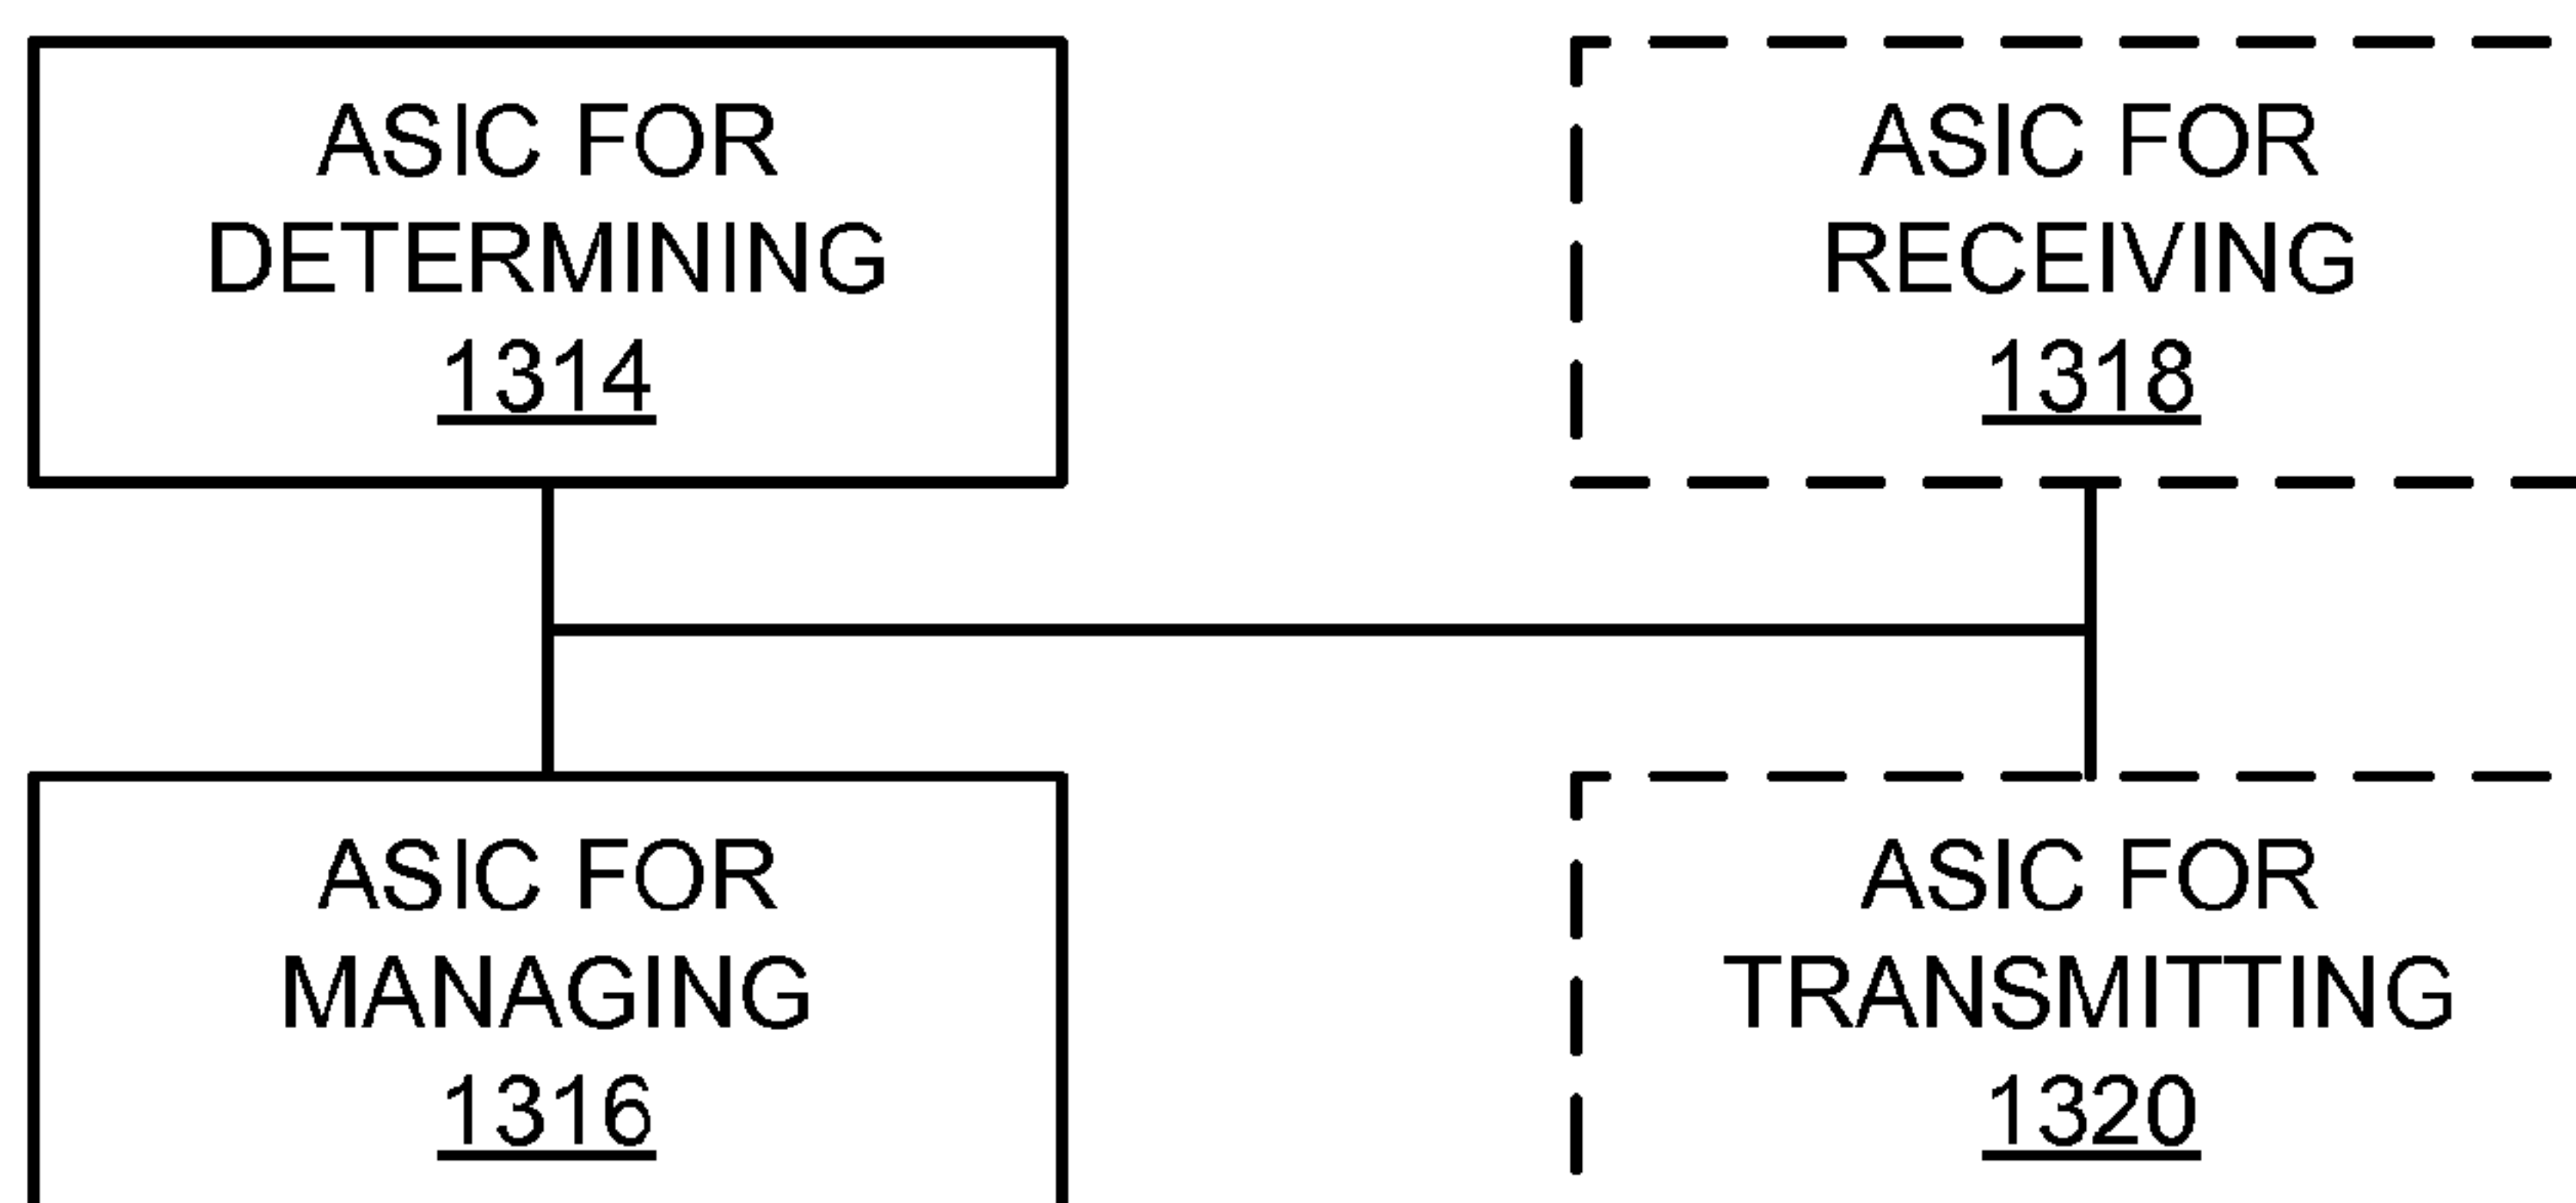 ASIC FOR
DETERMINING
1314
ASIC FOR
RECEIVING
1318
ASIC FOR
MANAGING
1316
ASIC FOR
TRANSMITTING
1320